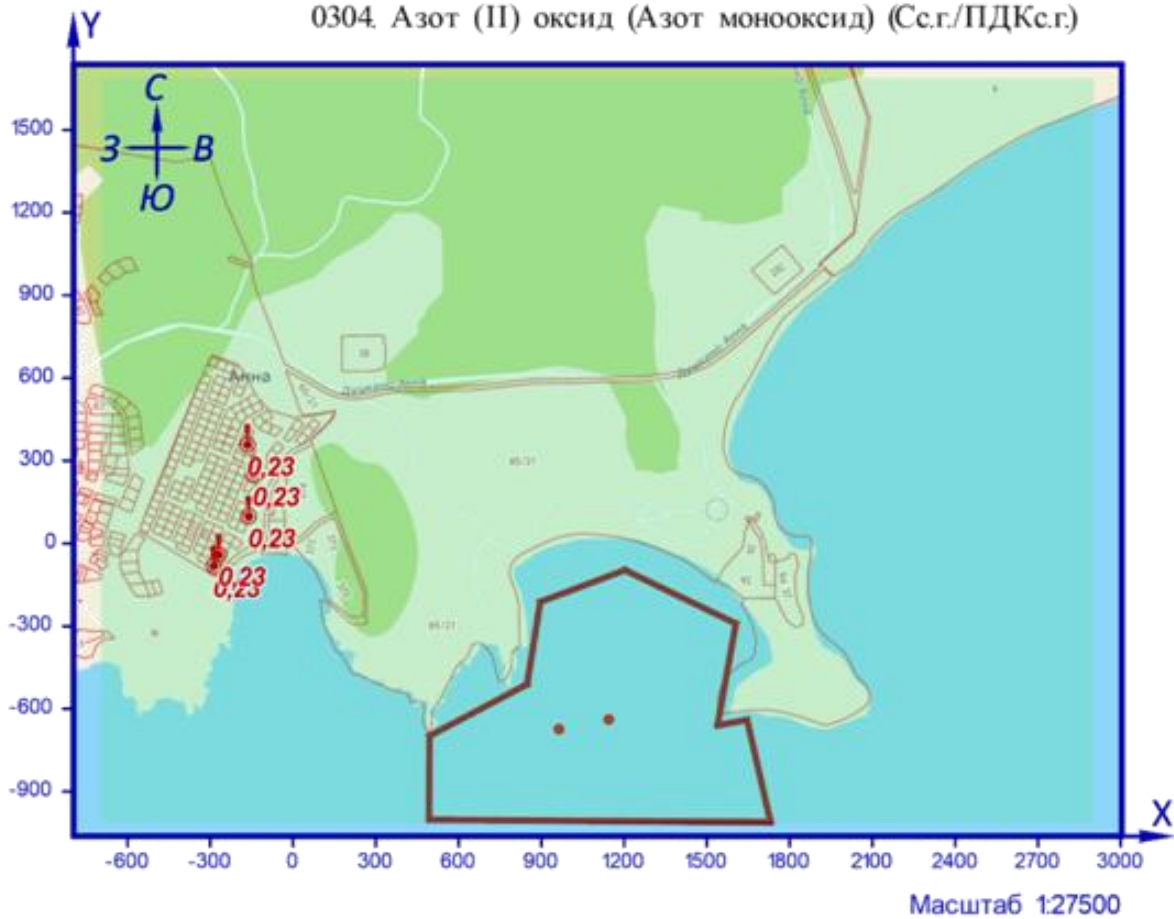 0304. Азот (II) оксид (Азот монооксид) (Сс.г./ПДКс.г.)
Y
С
З В
Ю
1500
1200
900
600
300
0
-300
-600
-900
Анна
0,23
0,23
0,23
0,23
0,23
X
-600 -300 0 300 600 900 1200 1500 1800 2100 2400 2700 3000
Масштаб 1:27500